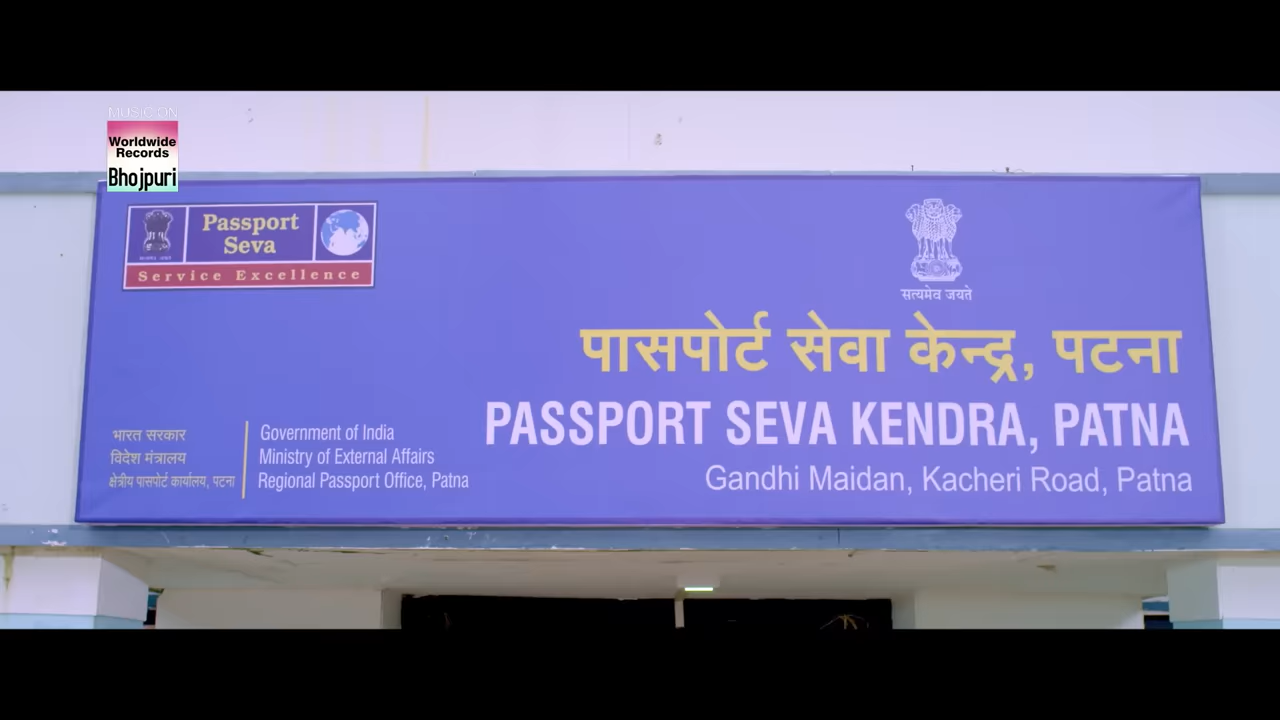 MUSIC ON
Worldwide
Records
Bhojpuri
Passport
Seva
Service Excellence
सत्यमेव जयते
पासपोर्ट सेवा केन्द्र, पटना
PASSPORT SEVA KENDRA, PATNA
Gandhi Maidan, Kacheri Road, Patna
भारत सरकार
विदेश मंत्रालय
क्षेत्रीय पासपोर्ट कार्यालय, पटना
Government of India
Ministry of External Affairs
Regional Passport Office, Patna